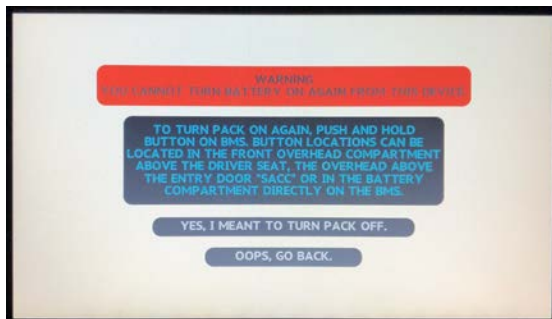 WARNING
YOU CANNOT TURN BATTERY ON AGAIN FROM THIS DEVICE
TO TURN PACK ON AGAIN, PUSH AND HOLD
BUTTON ON BMS. BUTTON LOCATIONS CAN BE
LOCATED IN THE FRONT OVERHEAD COMPARTMENT
ABOVE THE DRIVER SEAT, THE OVERHEAD ABOVE
THE ENTRY DOOR "SACC" OR IN THE BATTERY
COMPARTMENT DIRECTLY ON THE BMS.
YES, I MEANT TO TURN PACK OFF.
OOPS, GO BACK.